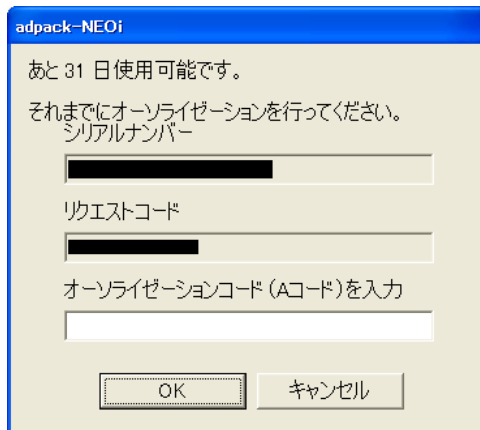 adpack-NEOi
あと 31 日使用可能です。
それまでにオーソライゼーションを行ってください。
シリアルナンバー
リクエストコード
オーソライゼーションコード（Aコード）を入力
OK
キャンセル